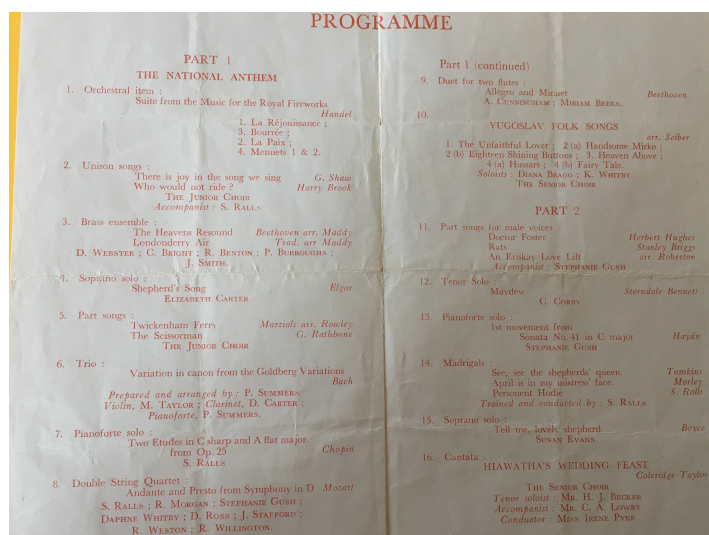 PROGRAMME
PART 1
THE NATIONAL ANTHEM
1. Orchestral item :
Suite from the Music for the Royal Fireworks
Handel
1. La Réjouissance ;
3. Bourrée ;
2. La Paix ;
4. Menuets 1 & 2.
2. Unison songs :
There is joy in the song we sing G. Shaw
Who would not ride ? Harry Brook
THE JUNIOR CHOIR
Accompanist : S. RALLS
3. Brass ensemble :
The Heavens Resound Beethoven arr. Maddy
Londonderry Air Trad. arr Maddy
D. WEBSTER ; C. BRIGHT ; R. BENTON ; P. BURROUGHS ;
J. SMITH.
4. Soprano solo :
Shepherd's Song Elgar
ELIZABETH CARTER
5. Part songs :
Twickenham Ferry Marzials arr. Rowley
The Scissorman G. Rathbone
THE JUNIOR CHOIR
6. Trio :
Variation in canon from the Goldberg Variations
Bach
Prepared and arranged by : P. SUMMERS
Violin, M. TAYLOR ; Clarinet, D. CARTER ;
Pianoforte, P. SUMMERS.
7. Pianoforte solo :
Two Etudes in C sharp and A flat major.
from Op. 25 Chopin
S. RALLS
8. Double String Quartet :
Andante and Presto from Symphony in D Mozart
S. RALLS ; R. MORGAN ; STEPHANIE GUSH ;
DAPHNE WHITBY ; D. ROSS ; J. STAFFORD ;
R. WESTON ; R. WILLINGTON.
Part 1 (continued)
9. Duet for two flutes :
Allegro and Minuet Beethoven
A. CUNNINGHAM ; MIRIAM BEEKS.
10.
YUGOSLAV FOLK SONGS
arr. Seiber
1. The Unfaithful Lover ; 2 (a) Handsome Mirko ;
2 (b) Eighteen Shining Buttons ; 3. Heaven Above ;
4 (a) Hussars ; 4 (b) Fairy Tale.
Soloists : DIANA BRAGG ; K. WHITBY.
THE SENIOR CHOIR
PART 2
11. Part songs for male voices :
Doctor Foster Herbert Hughes
Rats Stanley Briggs
An Eriskay Love Lilt arr. Roberton
Accompanist : STEPHANIE GUSH
12. Tenor Solo
Maydew Sterndale Bennett
C. CORBY
13. Pianoforte solo :
1st movement from
Sonata No. 41 in C major Haydn
STEPHANIE GUSH
14. Madrigals :
See, see the shepherds' queen. Tomkins
April is in my mistress' face. Morley
Personent Hodie S. Ralls
Trained and conducted by : S. RALLS
15. Soprano solo :
Tell me, lovely shepherd Boyce
SUSAN EVANS
16. Cantata :
HIAWATHA'S WEDDING FEAST
Coleridge Taylor
THE SENIOR CHOIR
Tenor soloist : MR. H. J. BECKER
Accompanist : MR. C. A. LOWRY
Conductor : MISS IRENE PYKE